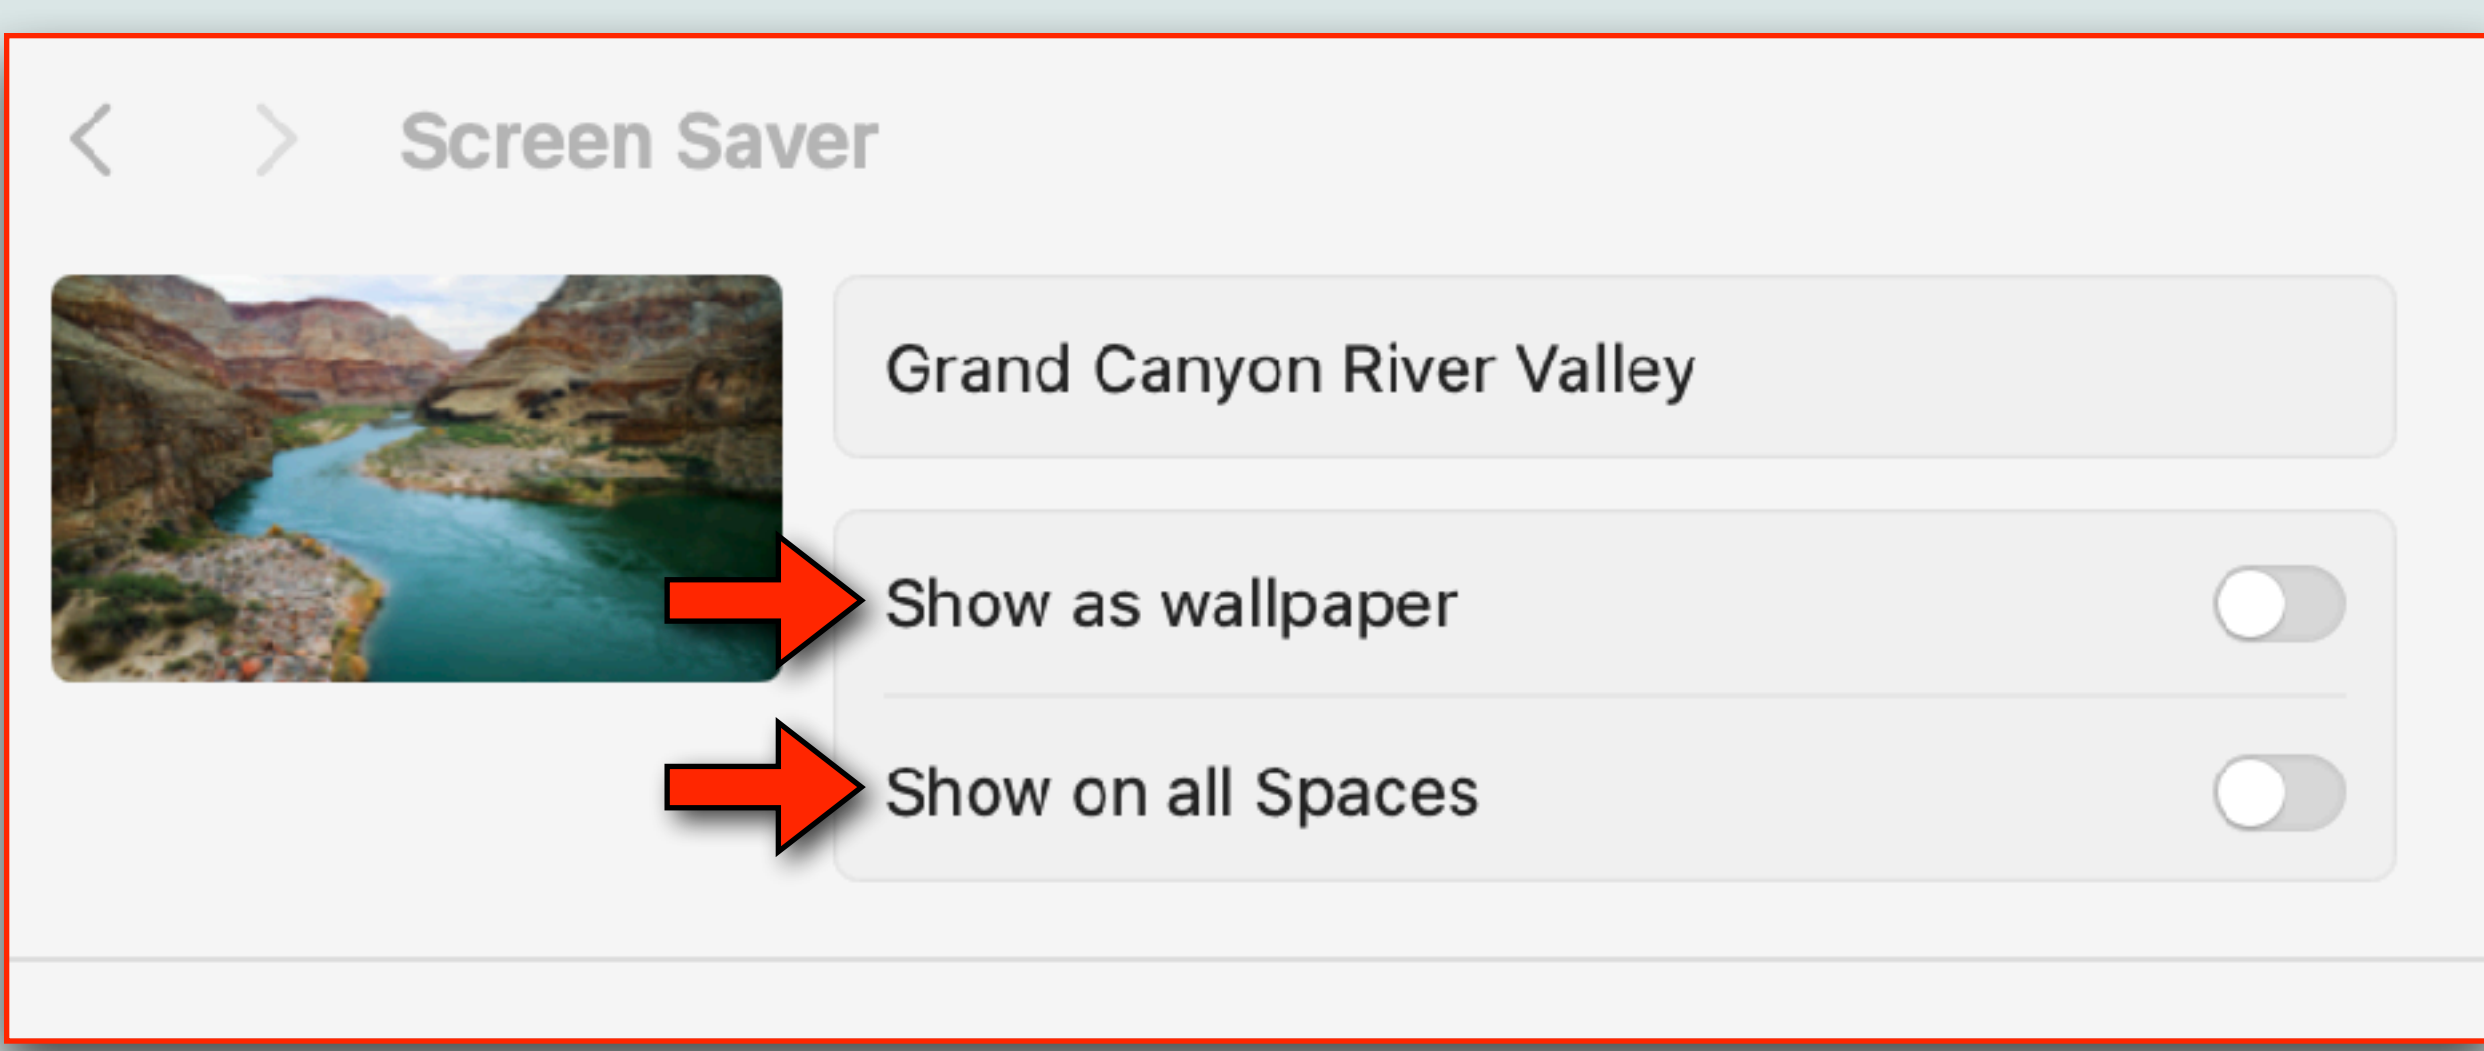 Screen Saver
Grand Canyon River Valley
Show as wallpaper
Show on all Spaces